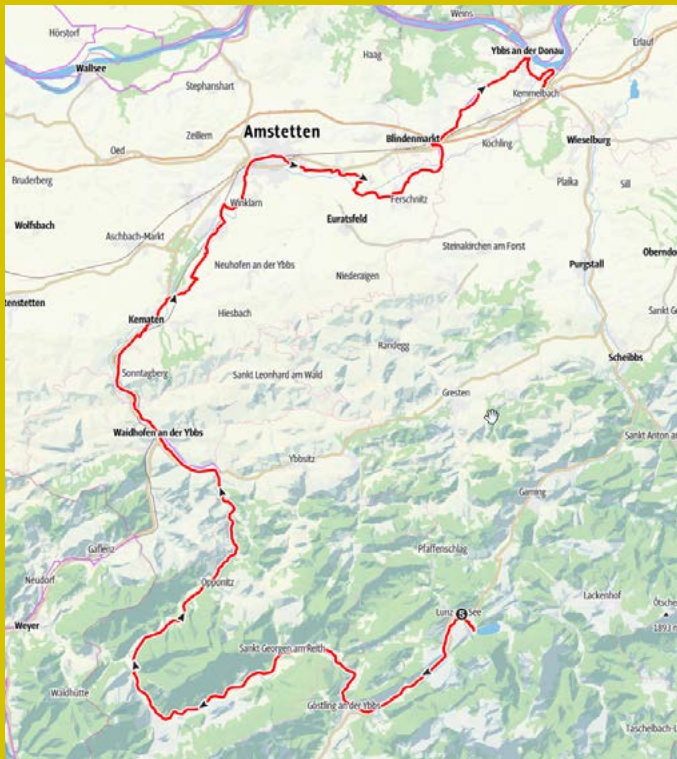 Weins
Hörstorf
Ybbs an der Donau
Haag
Erlauf
Wallsee
Stephanshart
Kemmelbach
Amstetten
Zeillern
Blindenmarkt
Oed
Köchling
Wieselburg
Bruderberg
Plaika
Sill
Ferschnitz
Winklarn
Euratsfeld
Wolfsbach
Aschbach-Markt
Steinakirchen am Forst
Oberndo
Neuhofen an der Ybbs
Purgstall
Niederaigen
tenstetten
Hiesbach
Sankt G
Kematen
Randegg
Scheibbs
Sonntagberg
Sankt Leonhard am Wald
Gresten
Waidhofen an der Ybbs
Sankt Anton an
Ybbsitz
Gaming
Gaflenz
Pfaffenschlag
Neudorf
Opponitz
Lackenhof
Ötsche
Lunz S See
Weyer
1893 m
Sankt Georgen am Reith
Waldhütte
Göstling an der Ybbs
Taschelbach-L